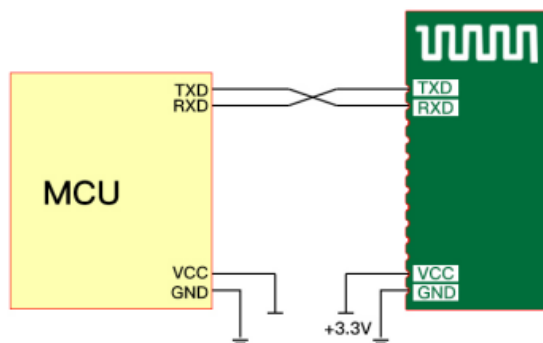 TXD
RXD
MCU
VCC
GND
TXD
RXD
VCC
GND
+3.3V